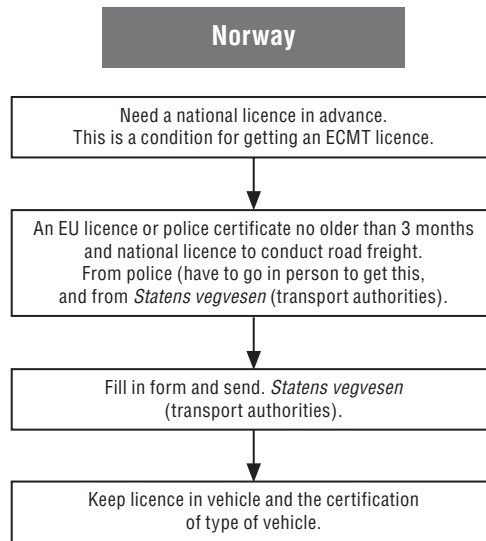 Norway
Need a national licence in advance.
This is a condition for getting an ECMT licence.
An EU licence or police certificate no older than 3 months
and national licence to conduct road freight.
From police (have to go in person to get this,
and from Statens vegvesen (transport authorities).
Fill in form and send. Statens vegvesen
(transport authorities).
Keep licence in vehicle and the certification
of type of vehicle.